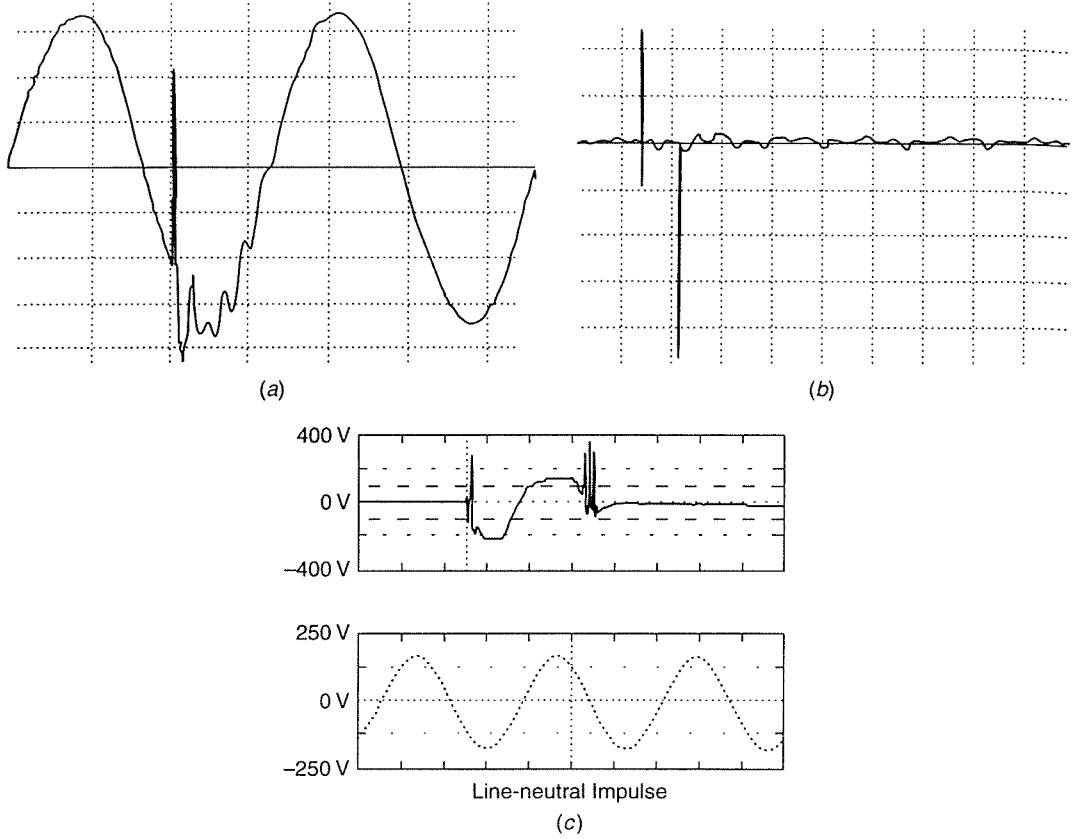 (a)
(b)
400 V
0 V
–400 V
250 V
0 V
–250 V
Line-neutral Impulse
(c)